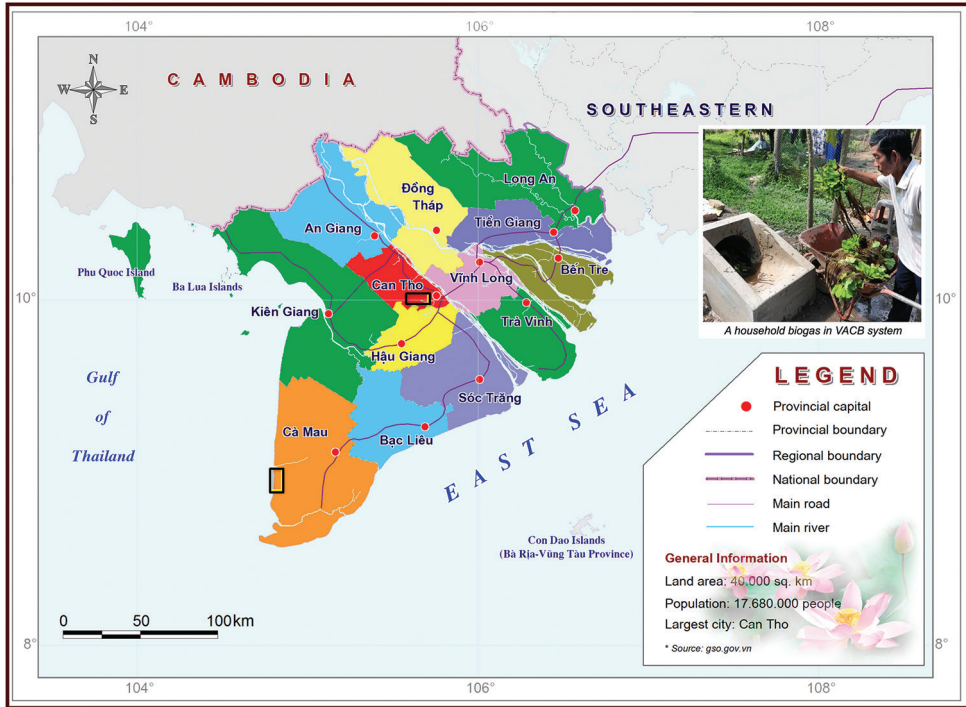 104°
106°
108°
N
W E
S
CAMBODIA
SOUTHEASTERN
Long An
Đồng
Tháp
Tiền Giang
An Giang
Bến Tre
Vĩnh Long
Phu Quoc Island
Can Tho
Ba Lua Islands
10°
10°
Kiên Giang
Trà Vinh
A household biogas in VACB system
Hậu Giang
Gulf
of
Thailand
Sóc Trăng
Cà Mau
Bạc Liêu
EAST SEA
Con Dao Islands
(Bà Rịa-Vũng Tàu Province)
LEGEND
Provincial capital
Provincial boundary
Regional boundary
National boundary
Main road
Main river
General Information
Land area: 40.000 sq. km
Population: 17.680.000 people
Largest city: Can Tho
* Source: gso.gov.vn
0 50 100 km
8°
8°
104°
106°
108°